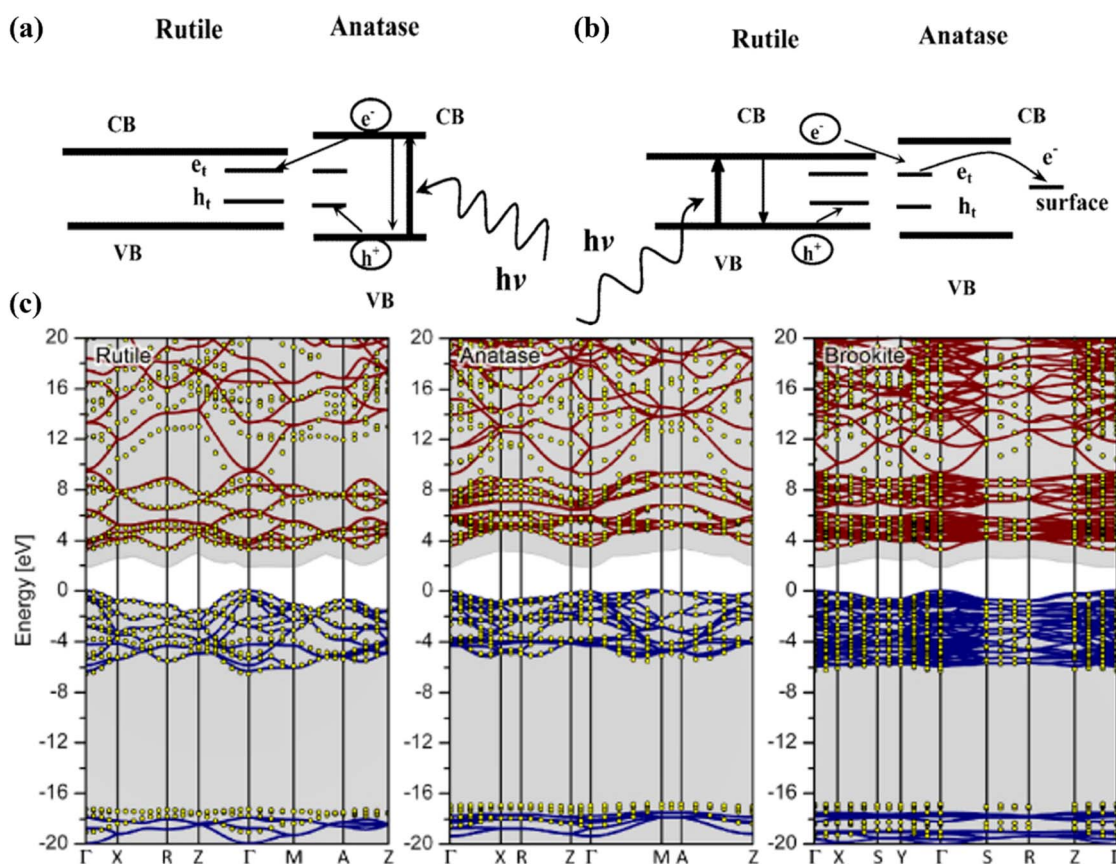 (a)
Rutile
Anatase
CB
e⁻
CB
eₜ
hₜ
VB
h⁺
hν
VB
(b)
Rutile
Anatase
CB
e⁻
CB
eₜ
e⁻
hₜ
surface
hν
VB
h⁺
VB
(c)
Energy [eV]
20
16
12
8
4
0
-4
-8
-12
-16
-20
Rutile
Γ X R Z Γ M A Z
20
16
12
8
4
0
-4
-8
-12
-16
-20
Anatase
Γ X R Z Γ M A Z
20
16
12
8
4
0
-4
-8
-12
-16
-20
Brookite
Γ X S Y Γ S R Z